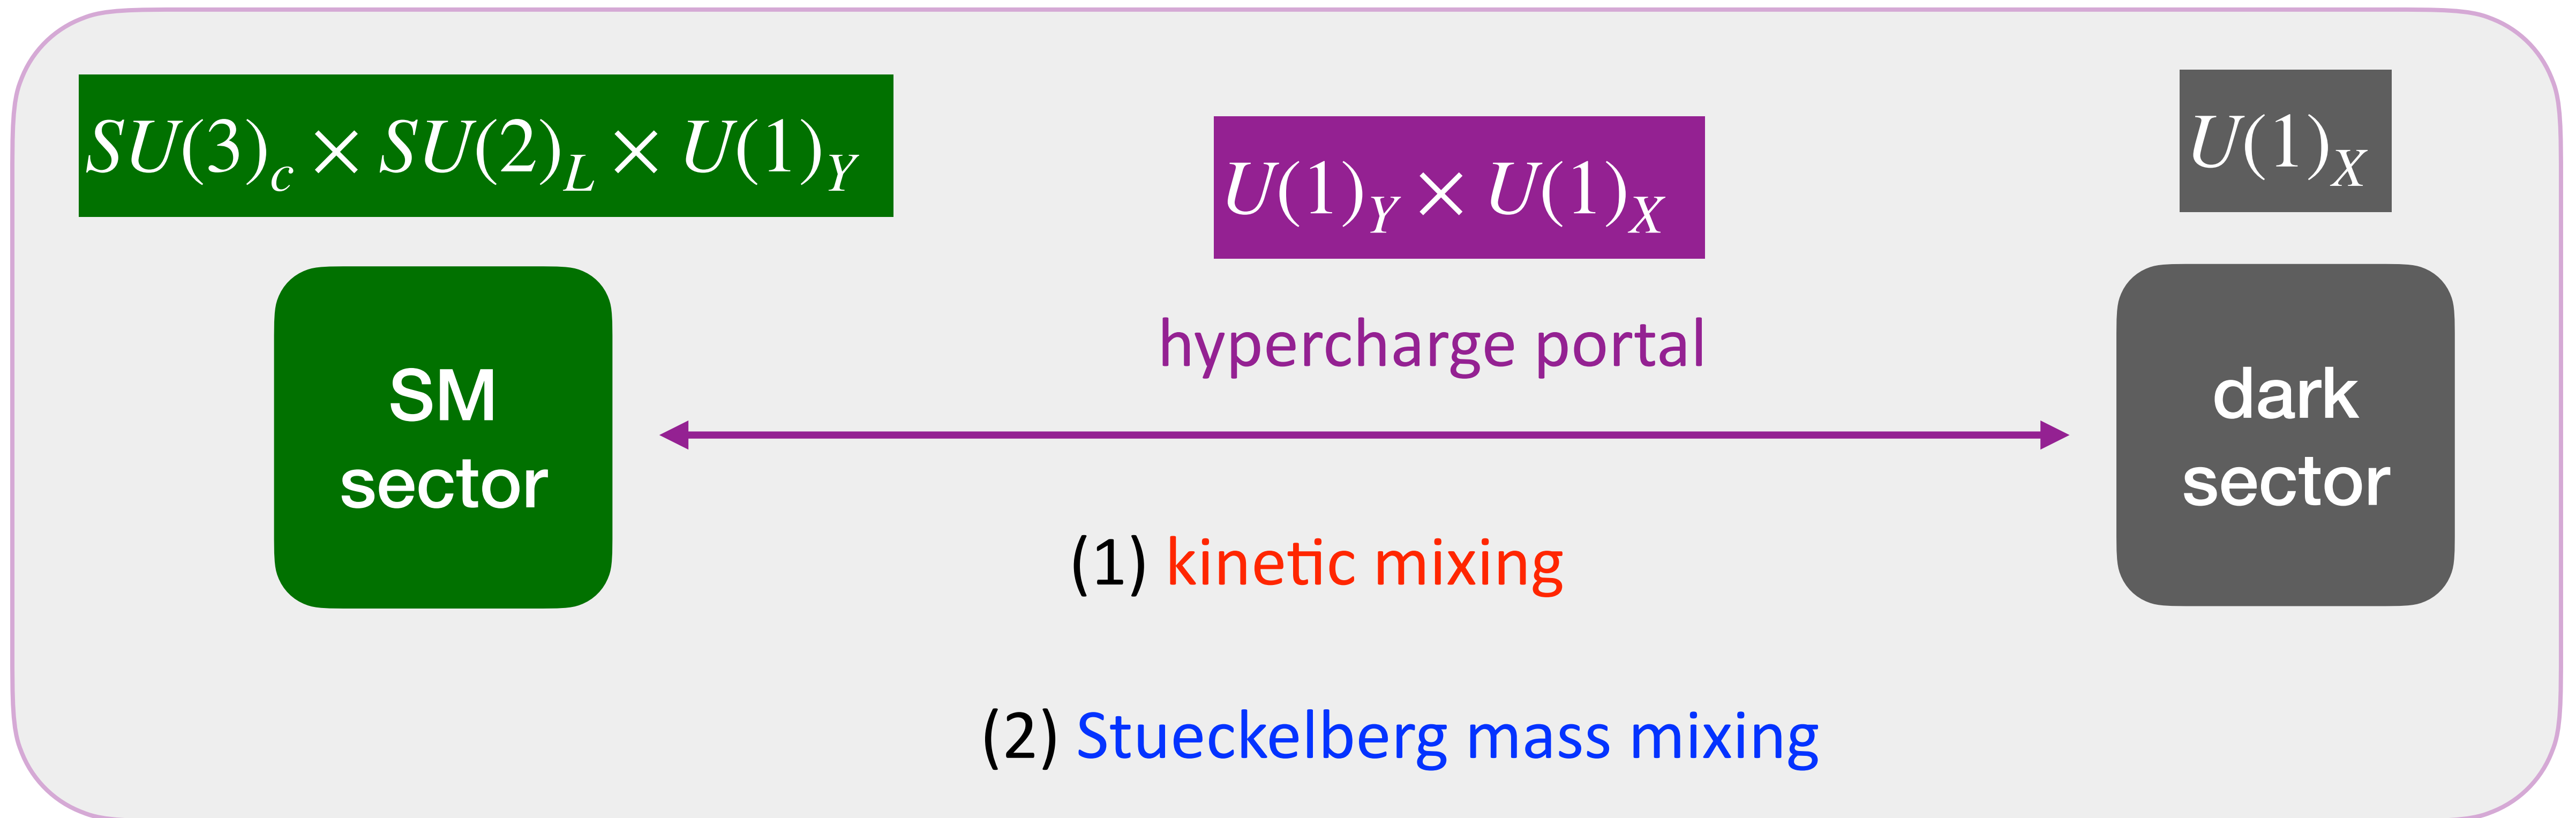 SU(3)_c × SU(2)_L × U(1)_Y
U(1)_Y × U(1)_X
U(1)_X
hypercharge portal
SM
sector
dark
sector
(1) kinetic mixing
(2) Stueckelberg mass mixing